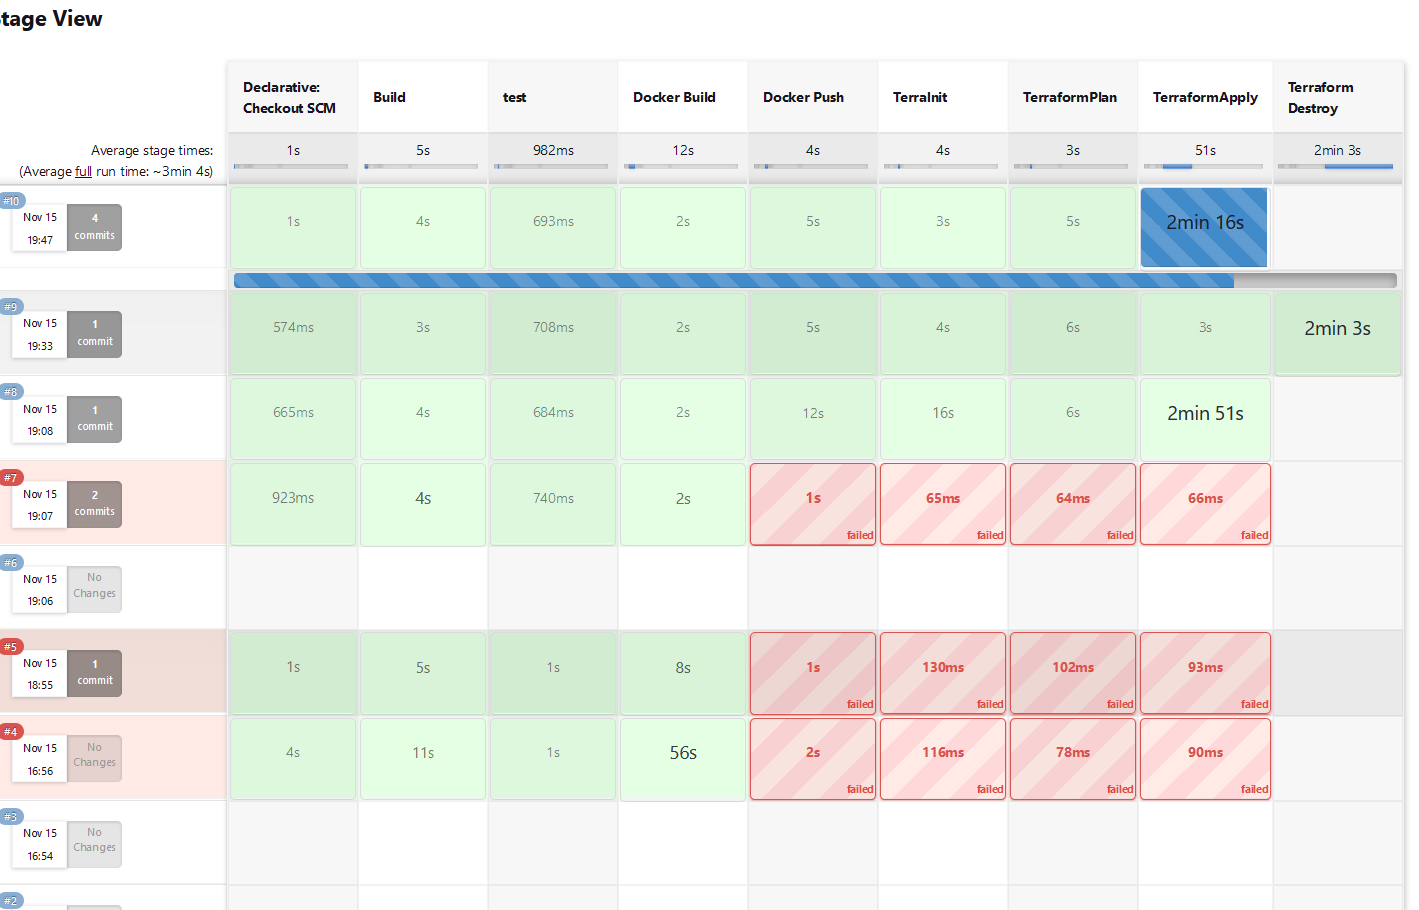 tage View
Declarative:
Checkout SCM
Build
test
Docker Build
Docker Push
TerraInit
TerraformPlan
TerraformApply
Terraform
Destroy
Average stage times:
(Average full run time: ~3min 4s)
1s
5s
982ms
12s
4s
4s
3s
51s
2min 3s
#10
Nov 15
19:47
4
commits
1s
4s
693ms
2s
5s
3s
5s
2min 16s
#9
Nov 15
19:33
1
commit
574ms
3s
708ms
2s
5s
4s
6s
3s
2min 3s
#8
Nov 15
19:08
1
commit
665ms
4s
684ms
2s
12s
16s
6s
2min 51s
#7
Nov 15
19:07
2
commits
923ms
4s
740ms
2s
1s
failed
65ms
failed
64ms
failed
66ms
failed
#6
Nov 15
19:06
No
Changes
#5
Nov 15
18:55
1
commit
1s
5s
1s
8s
1s
failed
130ms
failed
102ms
failed
93ms
failed
#4
Nov 15
16:56
No
Changes
4s
11s
1s
56s
2s
failed
116ms
failed
78ms
failed
90ms
failed
#3
Nov 15
16:54
No
Changes
#2